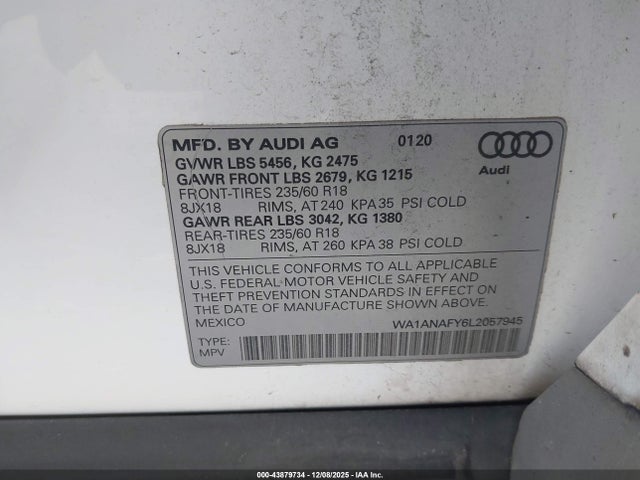 MFD. BY AUDI AG 0120
GVWR LBS 5456, KG 2475
GAWR FRONT LBS 2679, KG 1215
FRONT-TIRES 235/60 R18
8JX18 RIMS, AT 240 KPA 35 PSI COLD
GAWR REAR LBS 3042, KG 1380
REAR-TIRES 235/60 R18
8JX18 RIMS, AT 260 KPA 38 PSI COLD
Audi
THIS VEHICLE CONFORMS TO ALL APPLICABLE
U.S. FEDERAL MOTOR VEHICLE SAFETY AND
THEFT PREVENTION STANDARDS IN EFFECT ON
THE DATE OF MANUFACTURE SHOWN ABOVE.
MEXICO WA1ANAFY6L2057945
TYPE:
MPV
00-43879734 - 12/08/2025 - IAA Inc.